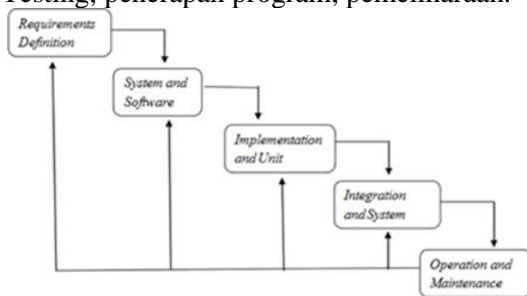 Testing, penerapan program, pemeliharaan.
Requirements
Definition
System and
Software
Implementation
and Unit
Integration
and System
Operation and
Maintenance